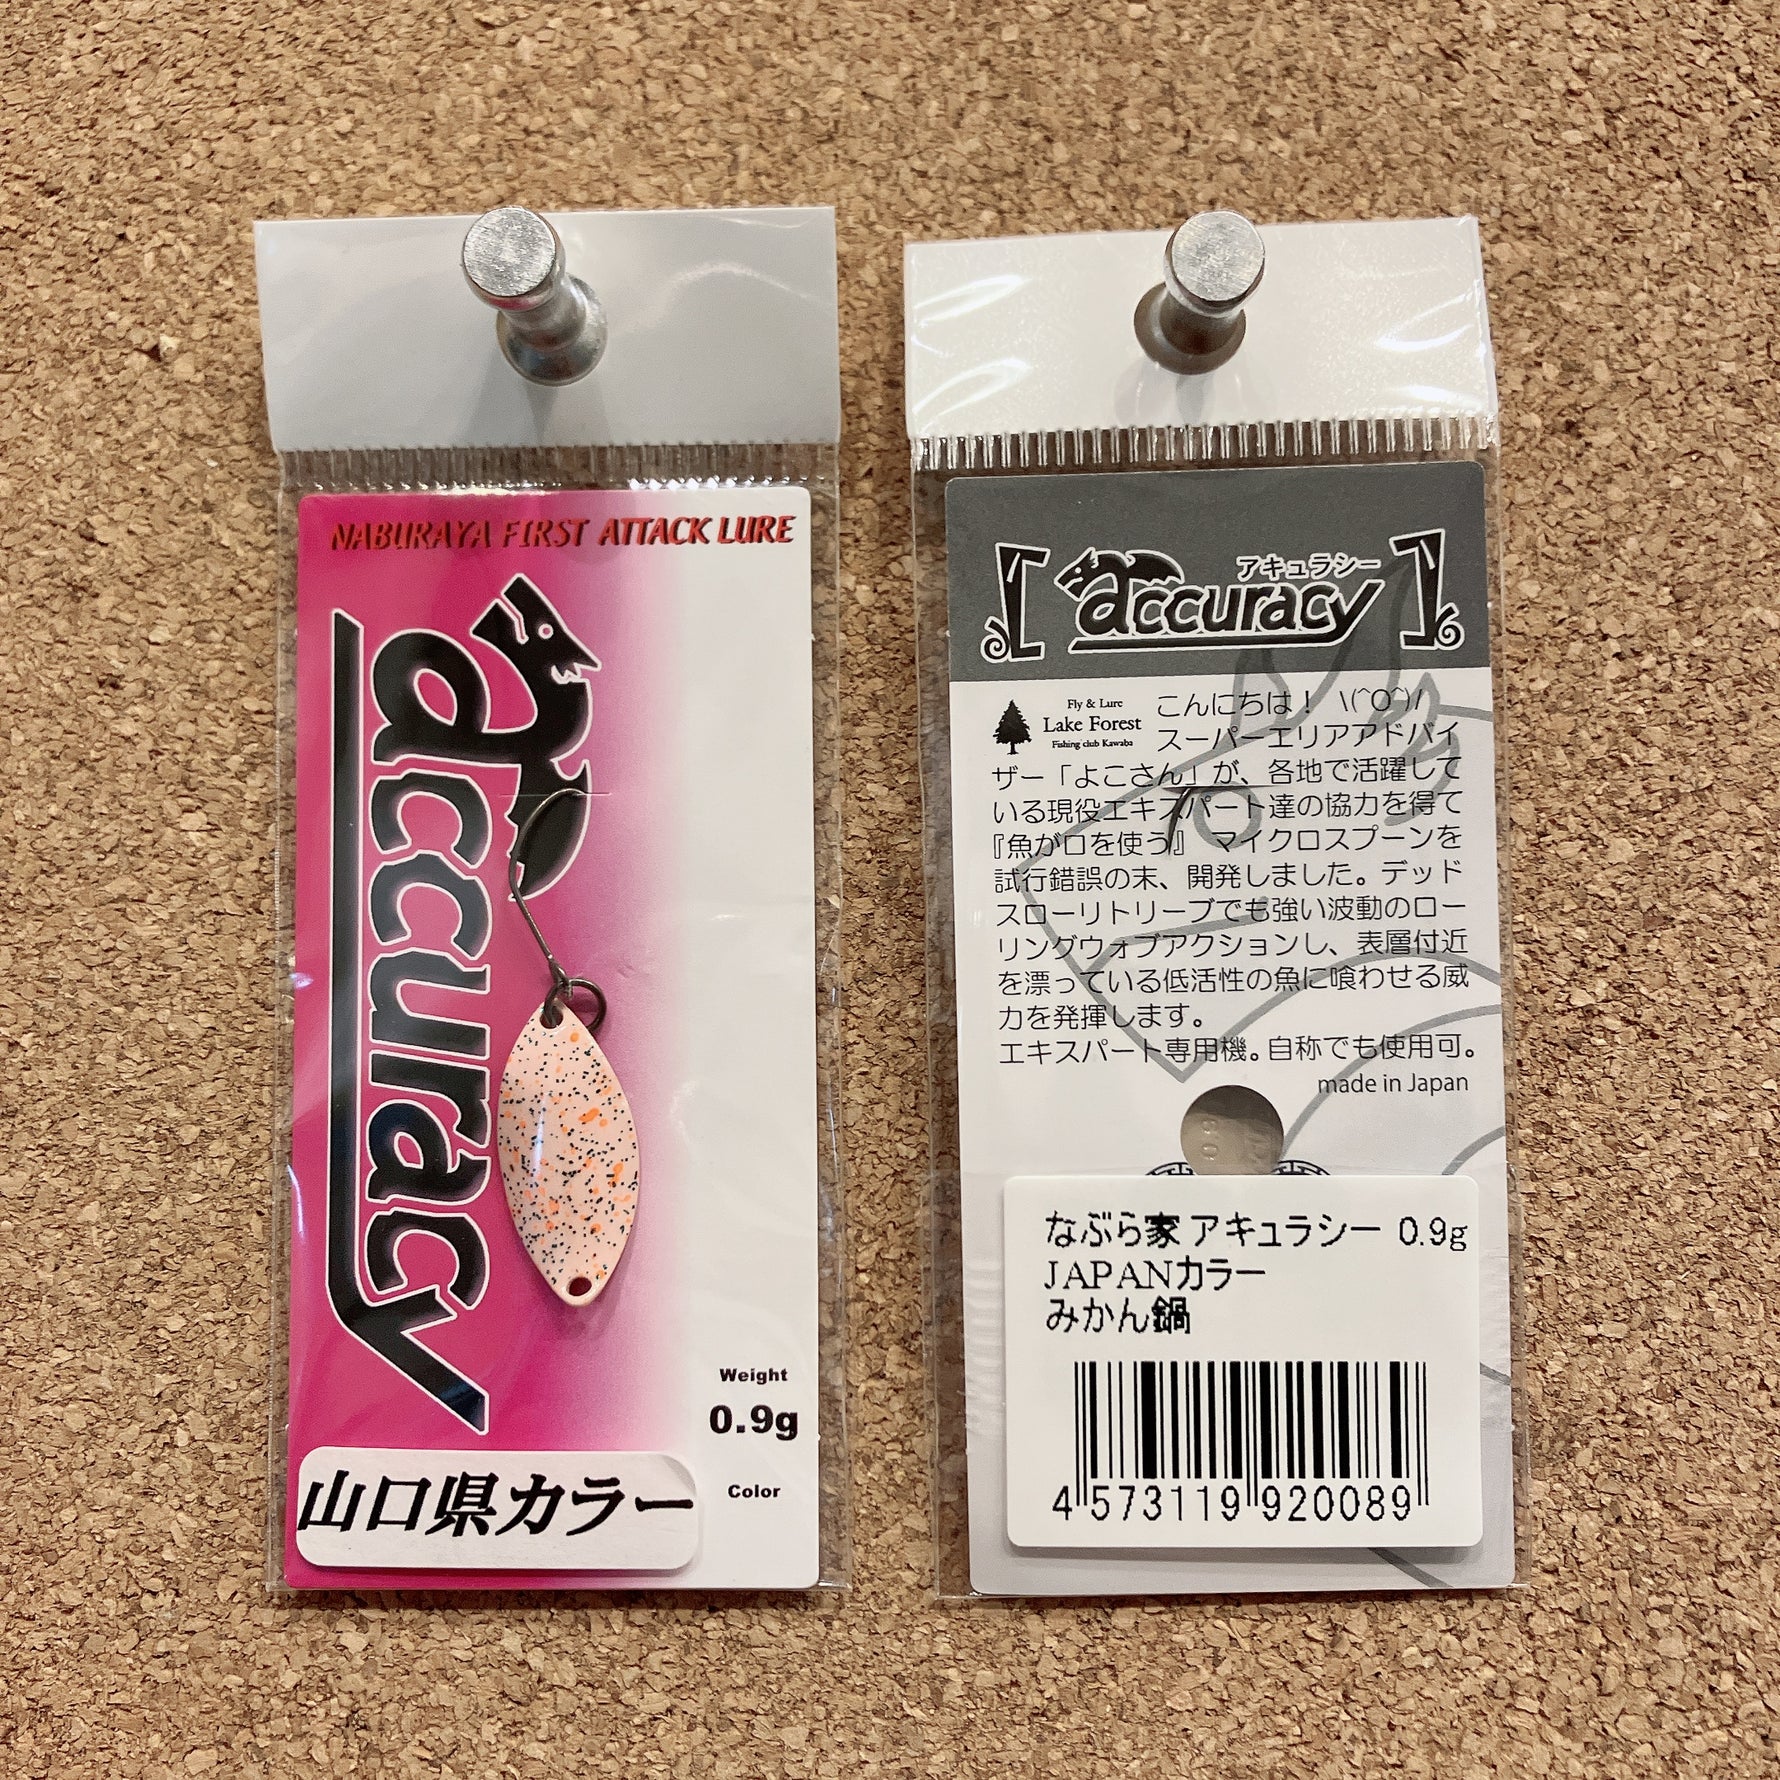 NABURAYA FIRST ATTACK LURE
accuracy
Weight
0.9g
Color
山口県カラー
アキュラシー
accuracy
Fly & Lure
Lake Forest
Fishing club Kawaba
こんにちは！ \(^O^)/
スーパーエリアアドバイ
ザー「よこさん」が、各地で活躍して
いる現役エキスパート達の協力を得て
『魚が口を使う』 マイクロスプーンを
試行錯誤の末、開発しました。デッド
スローリトリーブでも強い波動のロー
リングウォブアクションし、表層付近
を漂っている低活性の魚に喰わせる威
力を発揮します。
エキスパート専用機。自称でも使用可。
made in Japan
なぶら家 アキュラシー 0.9g
JAPANカラー
みかん鍋
4 573119 920089